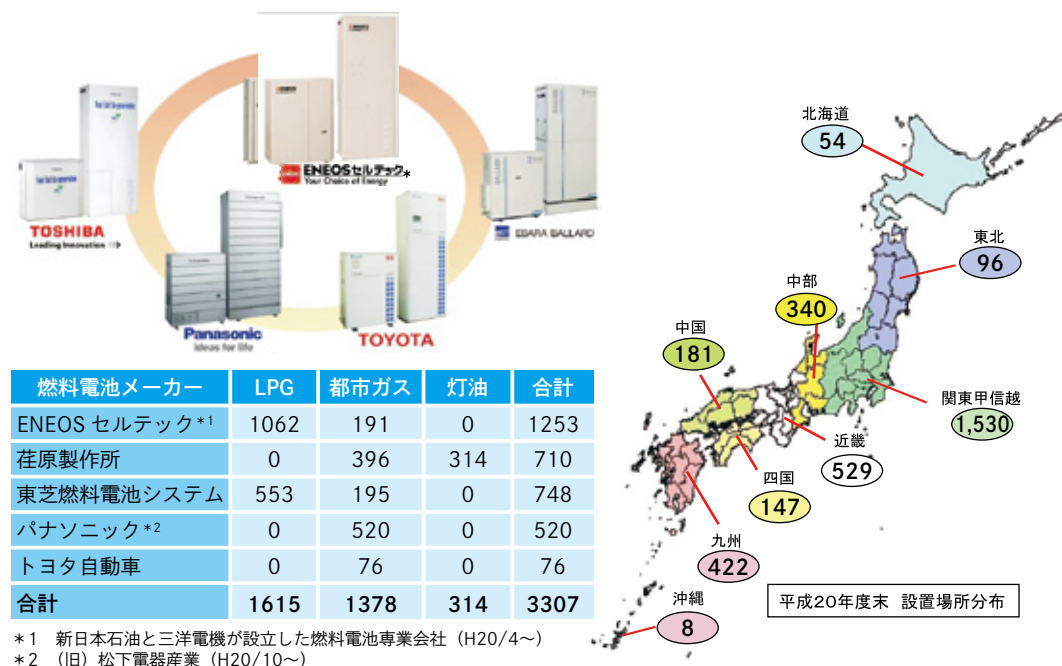 ENEOSセルテック*
Your Choice of Energy
TOSHIBA
Leading Innovation
EBARA BALLARD
Panasonic
ideas for life
TOYOTA
燃料電池メーカー LPG 都市ガス 灯油 合計
ENEOS セルテック*1 1062 191 0 1253
荏原製作所 0 396 314 710
東芝燃料電池システム 553 195 0 748
パナソニック*2 0 520 0 520
トヨタ自動車 0 76 0 76
合計 1615 1378 314 3307
*1 新日本石油と三洋電機が設立した燃料電池専業会社(H20/4〜)
*2 (旧)松下電器産業(H20/10〜)
北海道
54
東北
96
中部
340
中国
181
関東甲信越
1,530
近畿
529
四国
147
九州
422
沖縄
8
平成20年度末 設置場所分布